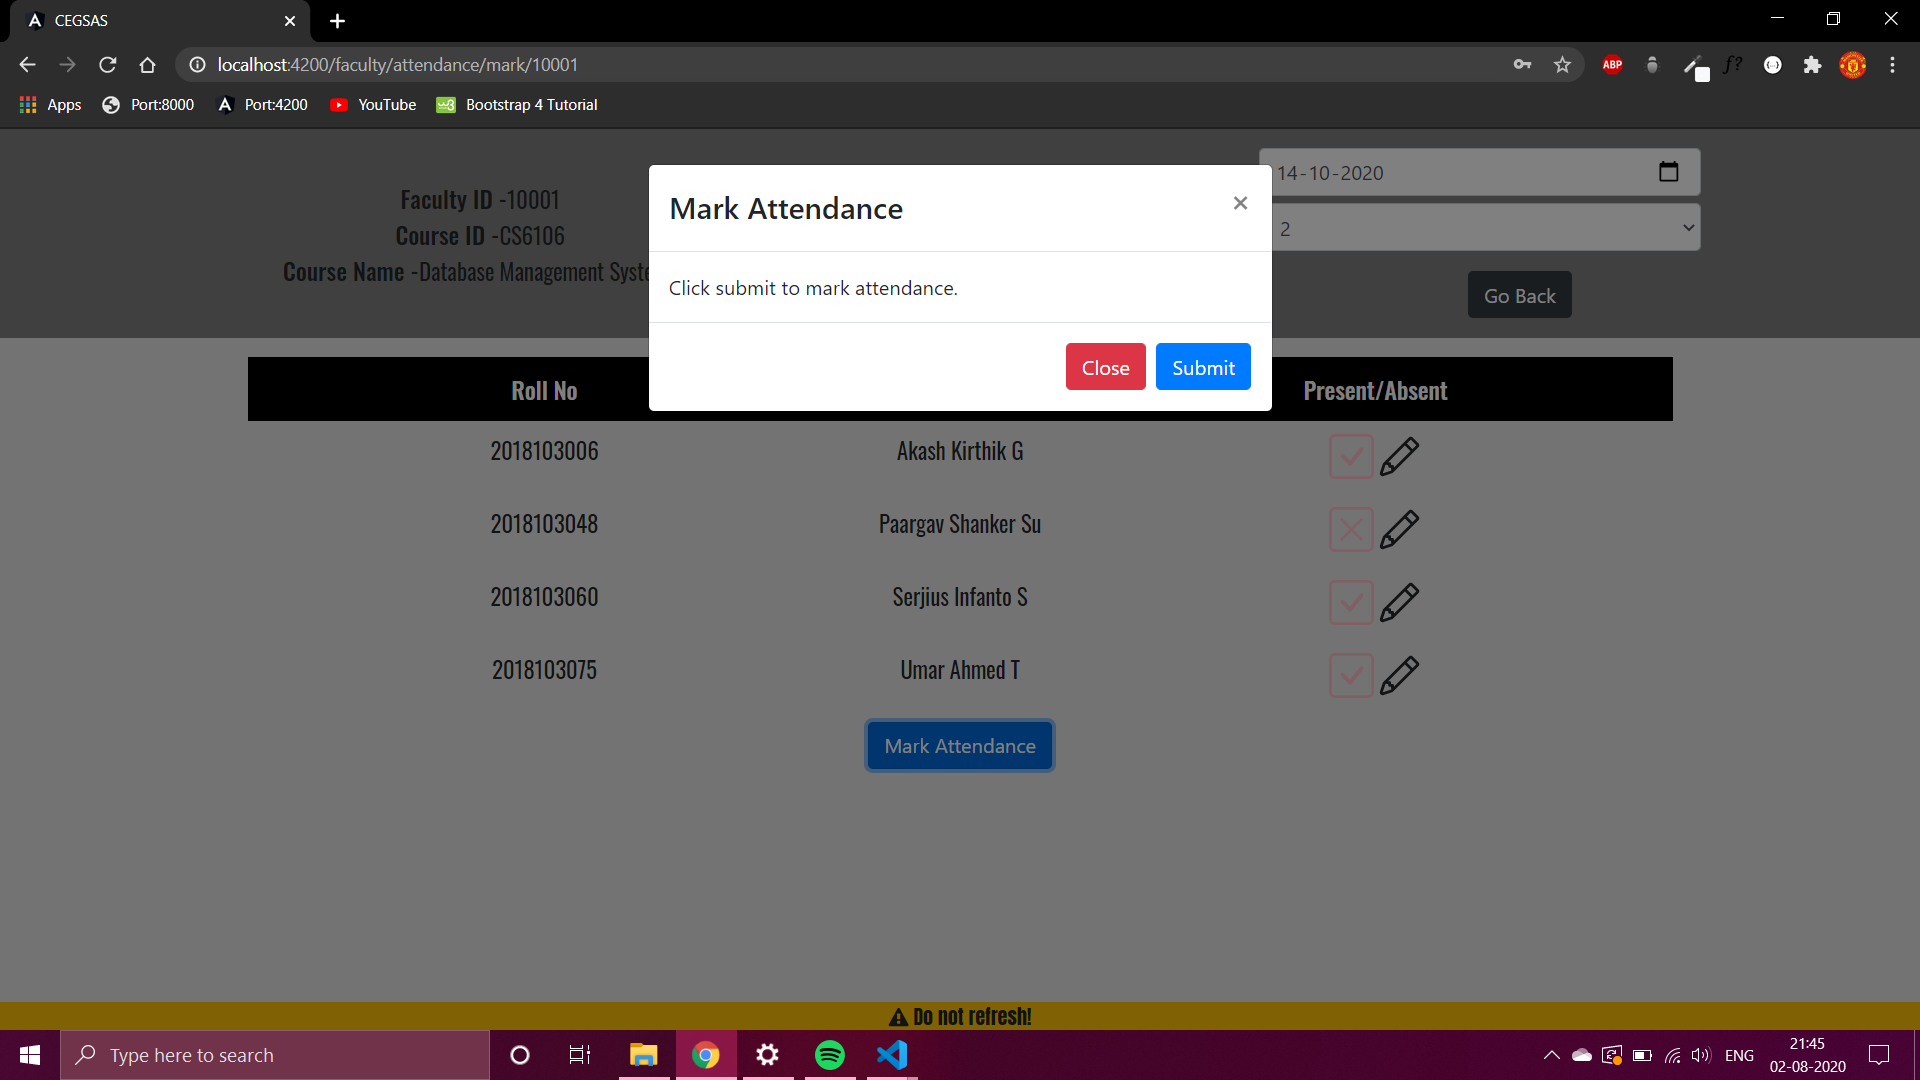 CEGSAS
localhost:4200/faculty/attendance/mark/10001
ABP
f?
Apps
Port:8000
Port:4200
YouTube
w3
Bootstrap 4 Tutorial
Faculty ID -10001
Course ID -CS6106
Course Name -Database Management Syste
14-10-2020
2
Go Back
Mark Attendance
×
Click submit to mark attendance.
Close
Submit
Roll No
Present/Absent
2018103006
Akash Kirthik G
2018103048
Paargav Shanker Su
2018103060
Serjius Infanto S
2018103075
Umar Ahmed T
Mark Attendance
Do not refresh!
Type here to search
ENG
21:45
02-08-2020